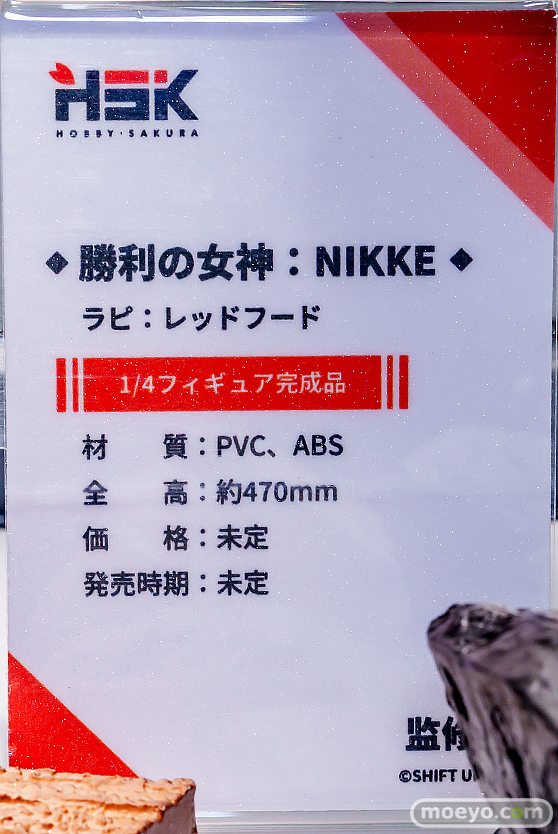 HSK
HOBBY·SAKURA
◆ 勝利の女神：NIKKE ◆
ラピ：レッドフード
1/4フィギュア完成品
材　　質：PVC、ABS
全　　高：約470mm
価　　格：未定
発売時期：未定
監修
©SHIFT U
moeyo.com